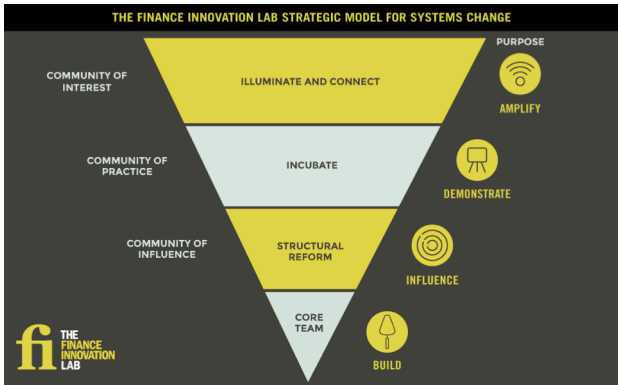 THE FINANCE INNOVATION LAB STRATEGIC MODEL FOR SYSTEMS CHANGE
PURPOSE
COMMUNITY OF
INTEREST
ILLUMINATE AND CONNECT
AMPLIFY
COMMUNITY OF
PRACTICE
INCUBATE
DEMONSTRATE
COMMUNITY OF
INFLUENCE
STRUCTURAL
REFORM
INFLUENCE
CORE
TEAM
BUILD
fi
THE
FINANCE
INNOVATION
LAB